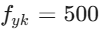 f_{yk} = 500